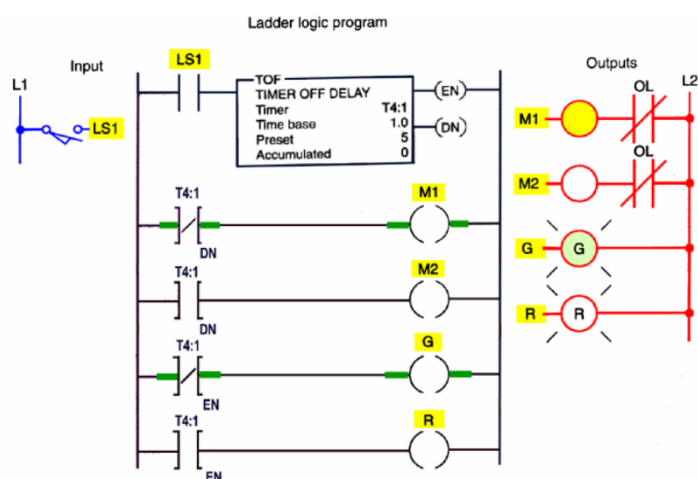 Ladder logic program
Input
L1
LS1
LS1
TOF
TIMER OFF DELAY
Timer T4:1
Time base 1.0
Preset 5
Accumulated 0
EN
DN
Outputs
L2
M1
OL
M2
OL
G G
R R
T4:1
DN
M1
T4:1
DN
M2
T4:1
EN
G
T4:1
EN
R